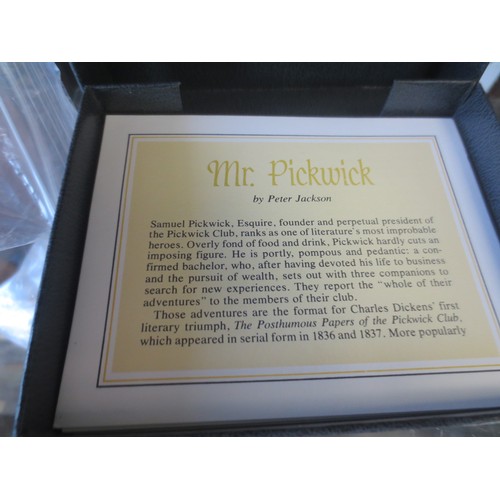 Mr. Pickwick
by Peter Jackson
Samuel Pickwick, Esquire, founder and perpetual president of
the Pickwick Club, ranks as one of literature's most improbable
heroes. Overly fond of food and drink, Pickwick hardly cuts an
imposing figure. He is portly, pompous and pedantic: a con-
firmed bachelor, who, after having devoted his life to business
and the pursuit of wealth, sets out with three companions to
search for new experiences. They report the "whole of their
adventures" to the members of their club.
Those adventures are the format for Charles Dickens' first
literary triumph, The Posthumous Papers of the Pickwick Club,
which appeared in serial form in 1836 and 1837. More popularly